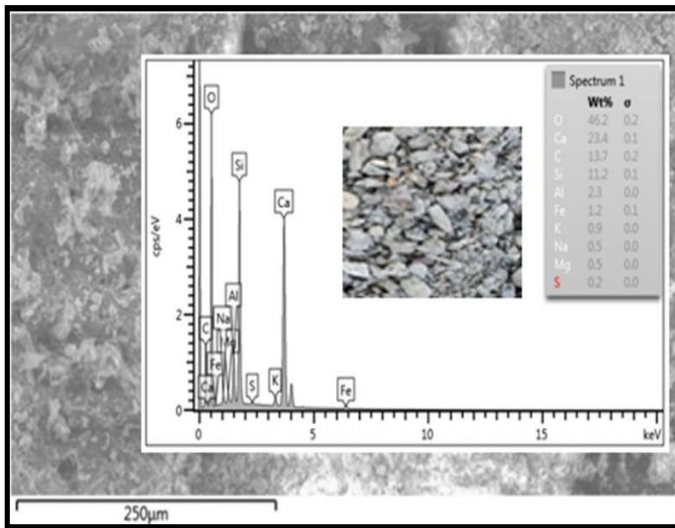 Spectrum 1
Wt% σ
O 46.2 0.2
Ca 23.4 0.1
C 13.7 0.2
Si 11.2 0.1
Al 2.3 0.0
Fe 1.2 0.1
K 0.9 0.0
Na 0.5 0.0
Mg 0.5 0.0
S 0.2 0.0
cps/eV
6
4
2
0
O
Si
Ca
Al
Na
C
Mg
Fe
Ca
S
K
Fe
0 5 10 15 keV
250µm